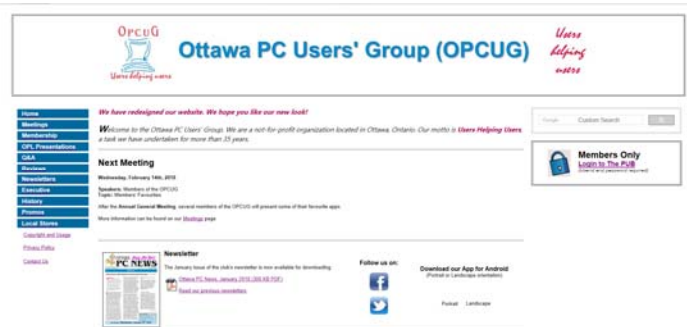 OPCUG
Users helping users
Ottawa PC Users' Group (OPCUG)
Users
helping
users
Home
Meetings
Membership
OPL Presentations
Q&A
Reviews
Newsletters
Executive
History
Promos
Local Stores
Copyright and Usage
Privacy Policy
Contact Us
We have redesigned our website. We hope you like our new look!
Welcome to the Ottawa PC Users' Group. We are a not-for-profit organization located in Ottawa, Ontario. Our motto is Users Helping Users,
a task we have undertaken for more than 35 years.
Next Meeting
Wednesday, February 14th, 2018
Speakers: Members of the OPCUG
Topic: Members' Favourites
After the Annual General Meeting, several members of the OPCUG will present some of their favourite apps.
More information can be found on our Meetings page.
Google Custom Search
Members Only
Login to The PUB
(Userid and password required)
PC NEWS
Newsletter
The January issue of the club's newsletter is now available for downloading.
Ottawa PC News, January 2018 (300 KB PDF)
Read our previous newsletters
Follow us on:
Download our App for Android
(Portrait or Landscape orientation)
Portrait Landscape